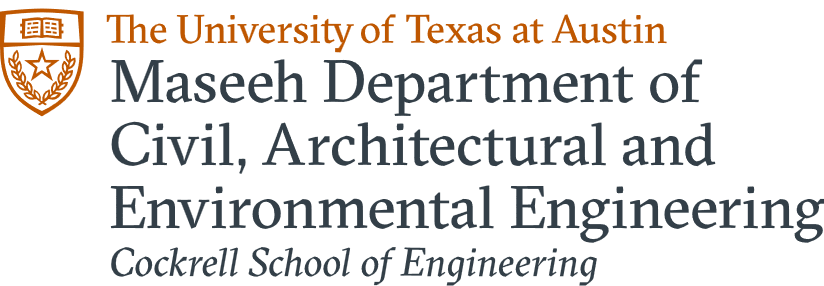 The University of Texas at Austin
Maseeh Department of
Civil, Architectural and
Environmental Engineering
Cockrell School of Engineering